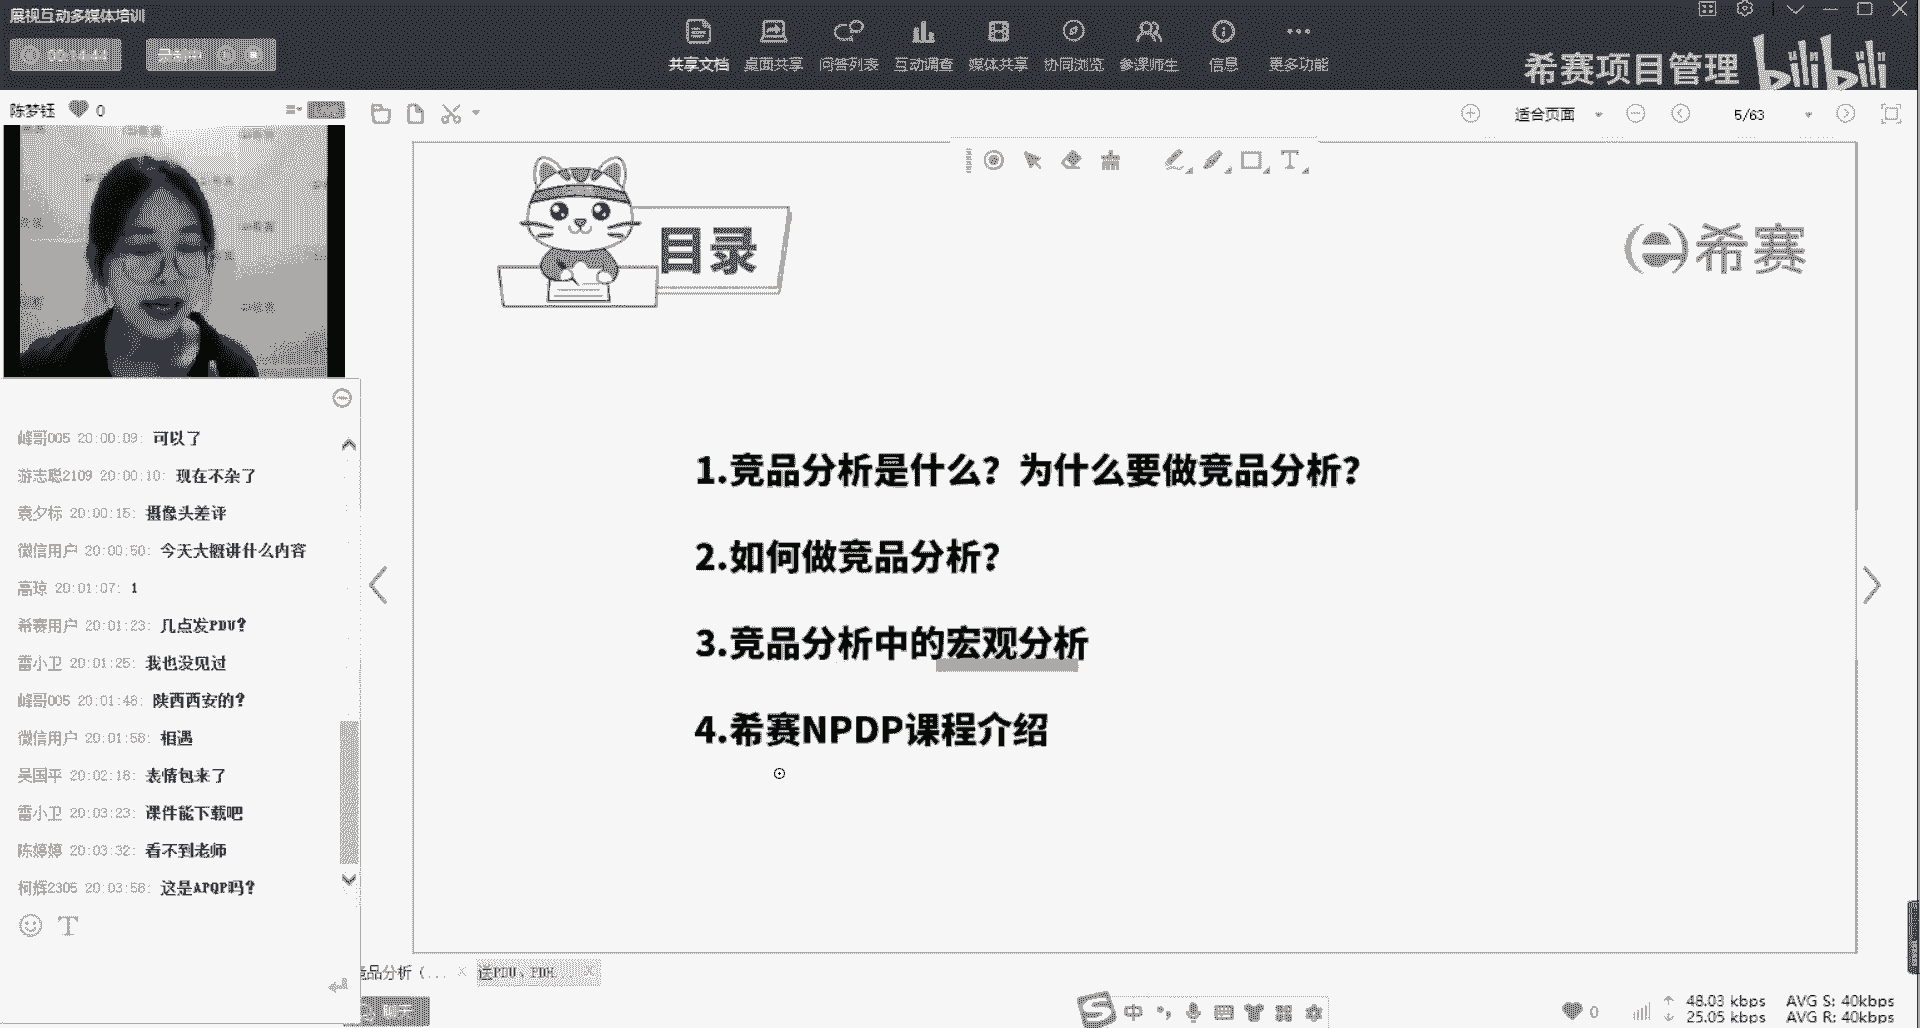 展视互动多媒体培训
00:14:44
共享文档 桌面共享 问答列表 互动调查 媒体共享 协同浏览 参课师生 信息 更多功能
希赛项目管理 bilibili
陈梦钰 0
适合页面 5/63
目录
希赛
1.竞品分析是什么？为什么要做竞品分析？
2.如何做竞品分析？
3.竞品分析中的宏观分析
4.希赛NPDP课程介绍
峰哥005 20:00:09: 可以了
游志聪2109 20:00:10: 现在不杂了
袁夕标 20:00:15: 摄像头差评
微信用户 20:00:50: 今天大概讲什么内容
高琼 20:01:07: 1
希赛用户 20:01:23: 几点发PDU？
雷小卫 20:01:25: 我也没见过
峰哥005 20:01:48: 陕西西安的？
微信用户 20:01:58: 相遇
吴国平 20:02:18: 表情包来了
雷小卫 20:03:23: 课件能下载吧
陈婷婷 20:03:32: 看不到老师
柯辉2305 20:03:58: 这是APQP吗？
竞品分析（... 送PDU、PDH
中
0
48.03 kbps AVG S: 40kbps
25.05 kbps AVG R: 40kbps